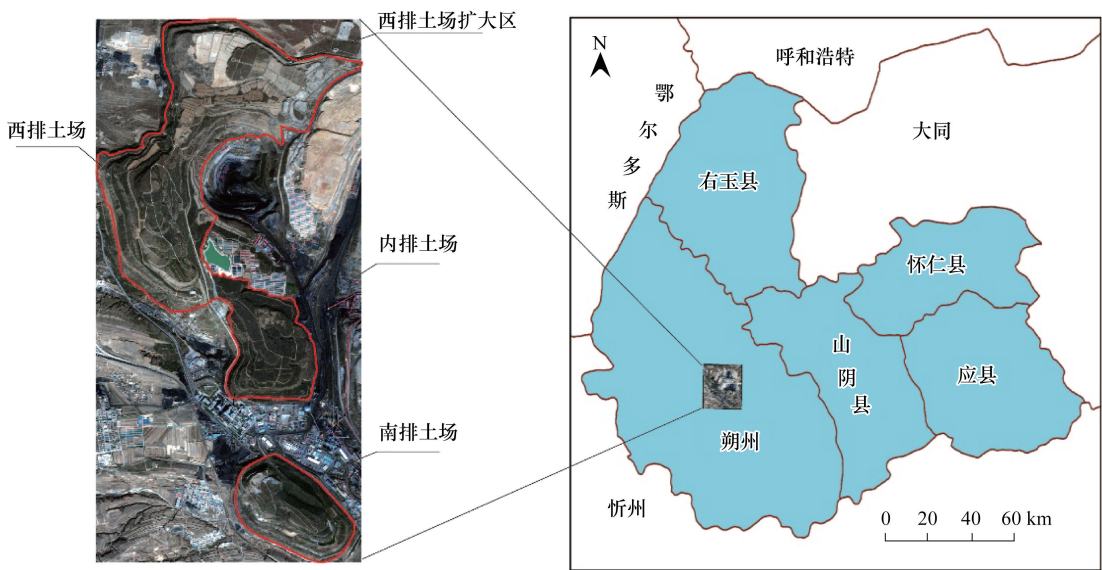 西排土场扩大区
西排土场
内排土场
南排土场
N
呼和浩特
鄂
尔
多
斯
大同
右玉县
怀仁县
山
阴
县
应县
朔州
忻州
0 20 40 60 km